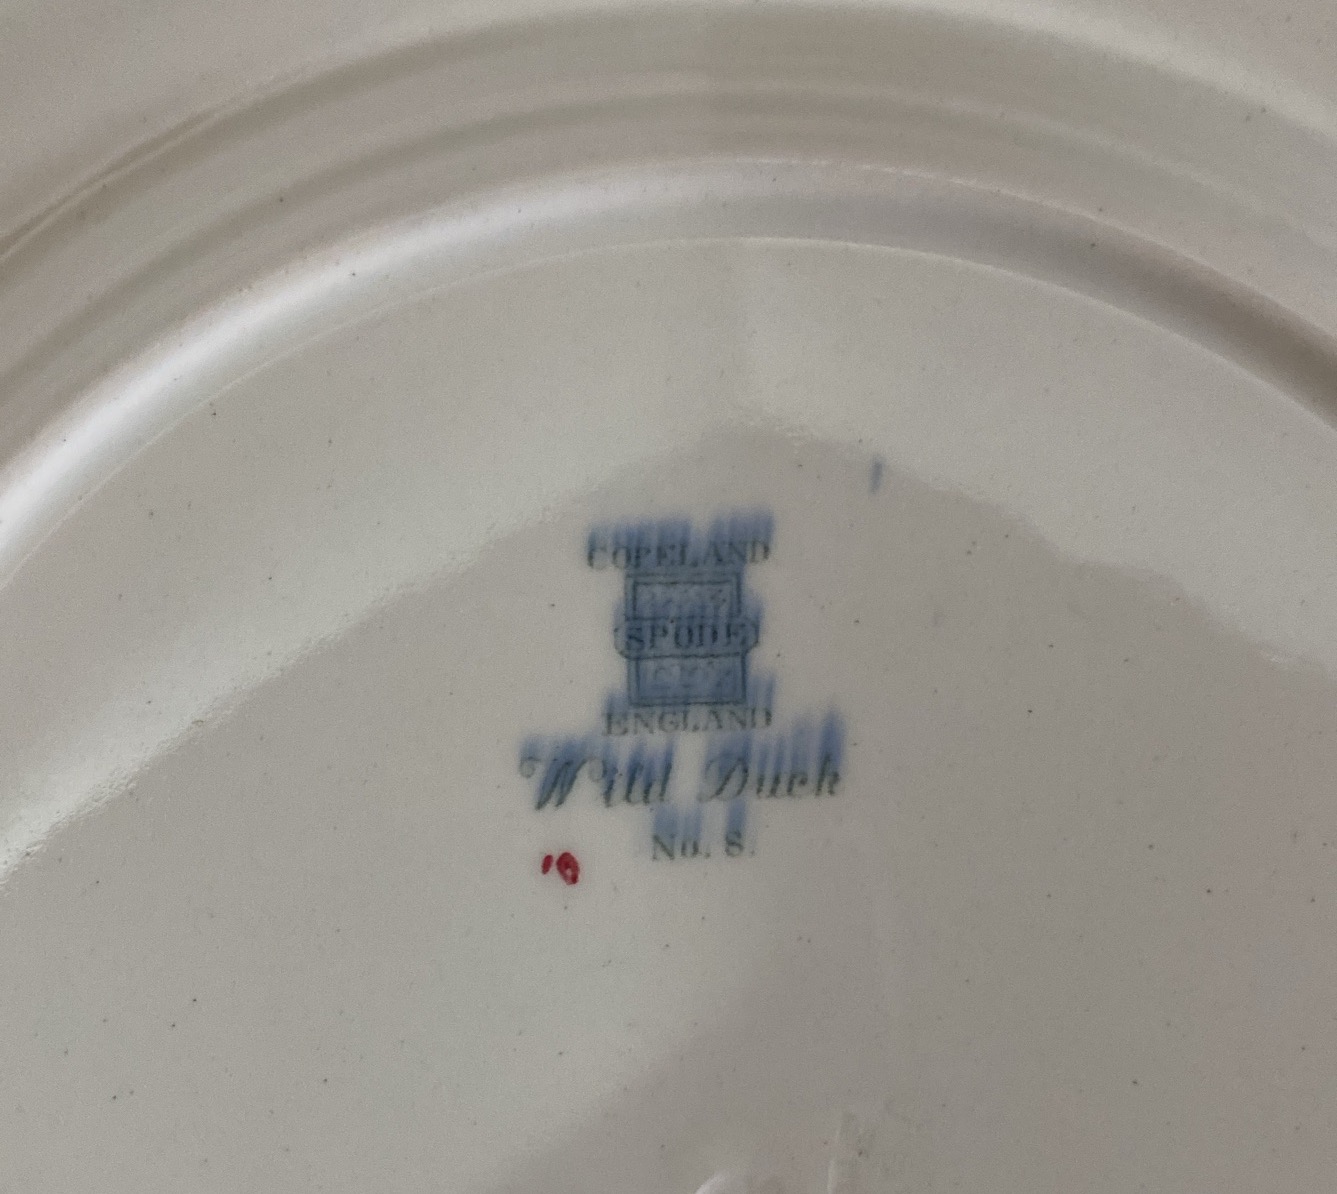 COPELAND
SPODE
ENGLAND
Wild Duck
No. 8.